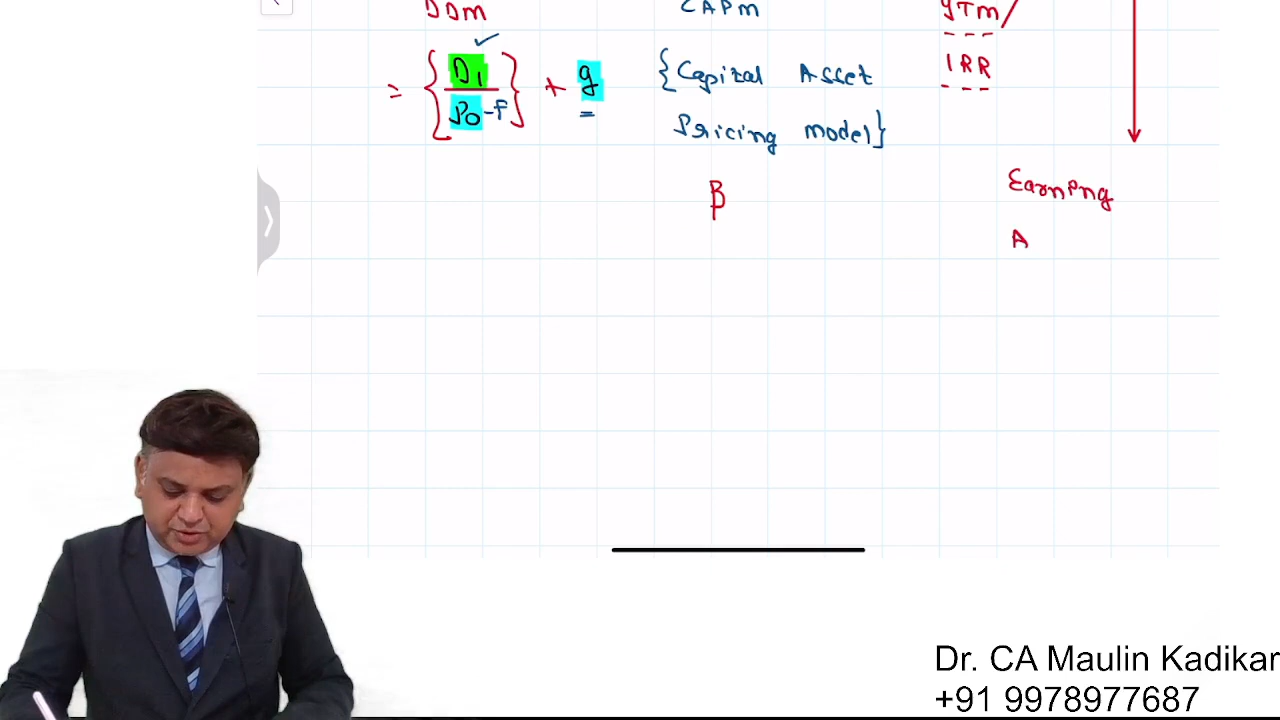 DDM CAPM YTM/
IRR
= { D1 / P0-f } + g
{Capital Asset
Pricing model}
β
Earning
A
Dr. CA Maulin Kadikar
+91 9978977687